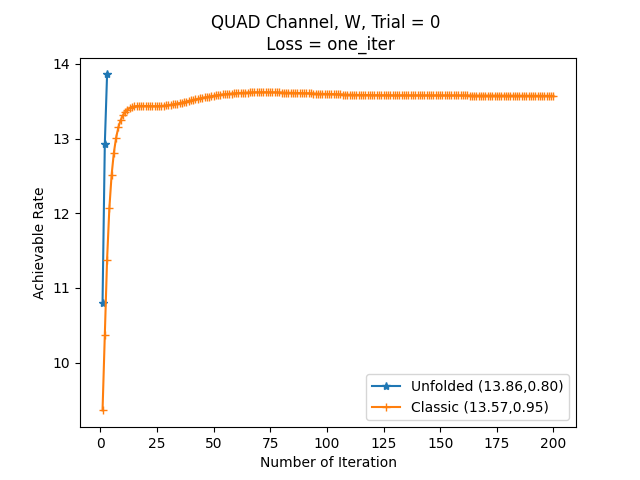 QUAD Channel, W, Trial = 0
Loss = one_iter
14
13
12
11
10
Achievable Rate
Unfolded (13.86,0.80)
Classic (13.57,0.95)
0 25 50 75 100 125 150 175 200
Number of Iteration